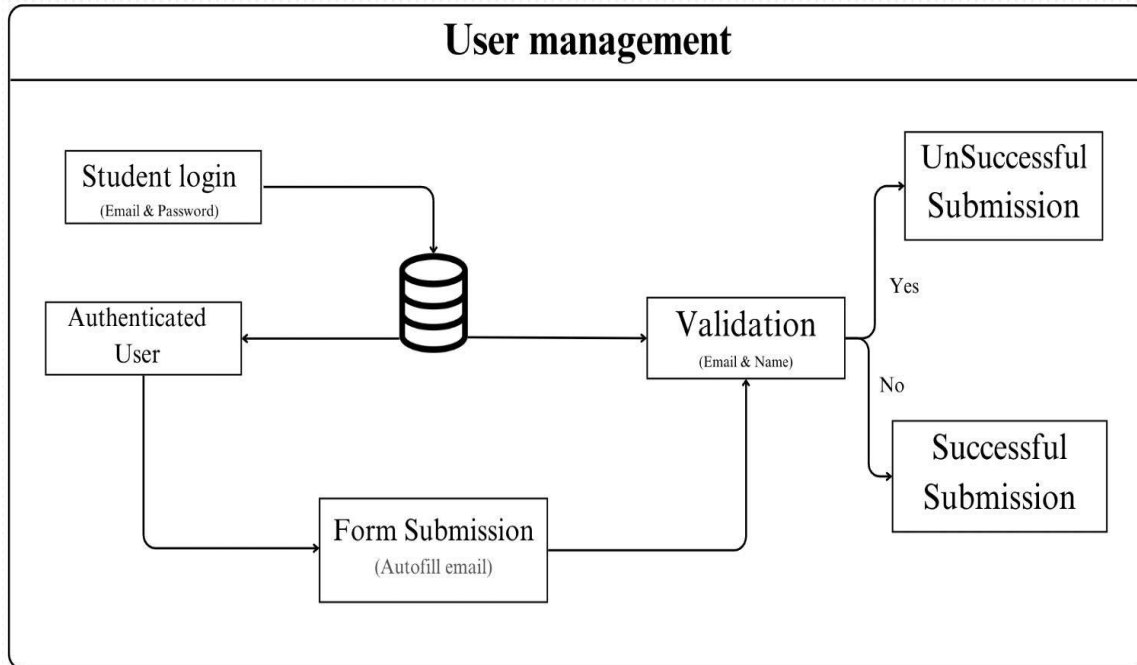 User management
Student login
(Email & Password)
UnSuccessful
Submission
Authenticated
User
Validation
(Email & Name)
Yes
No
Successful
Submission
Form Submission
(Autofill email)